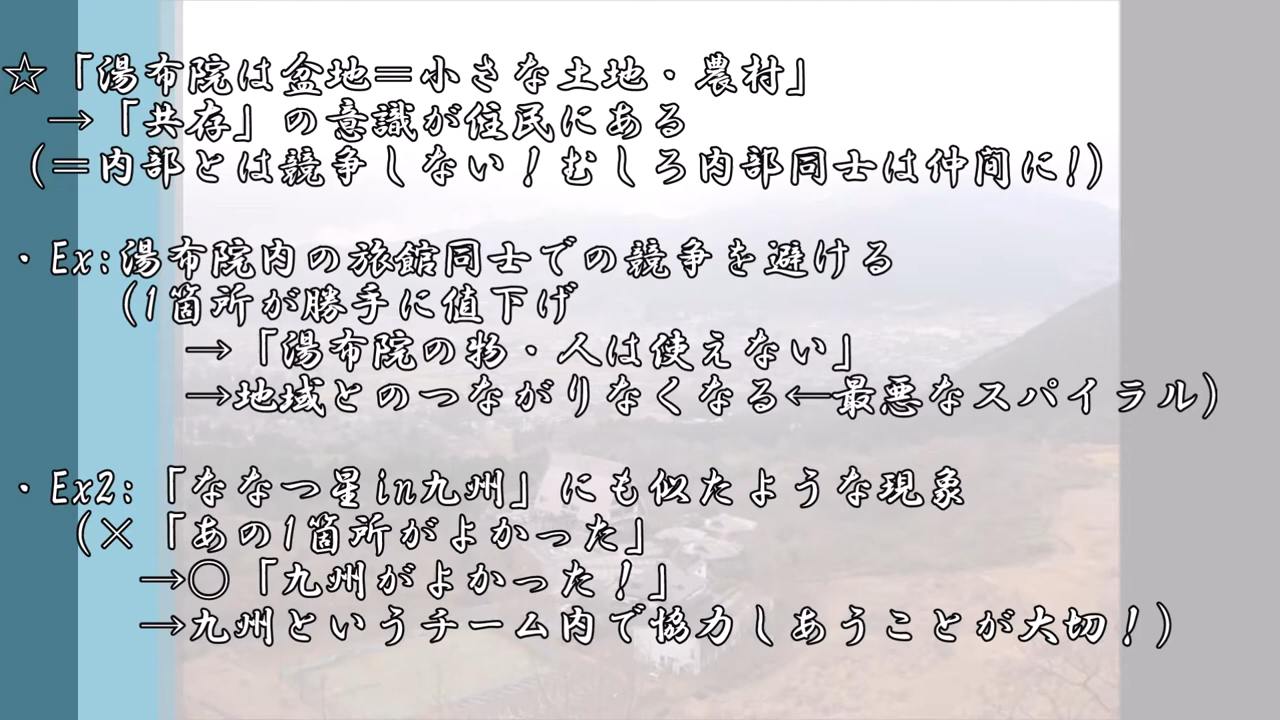 ☆「湯布院は盆地＝小さな土地・農村」
→「共存」の意識が住民にある
(＝内部とは競争しない！むしろ内部同士は仲間に！)
・Ex:湯布院内の旅館同士での競争を避ける
(1箇所が勝手に値下げ
→「湯布院の物・人は使えない」
→地域とのつながりなくなる←最悪なスパイラル)
・Ex2:「ななつ星in九州」にも似たような現象
(×「あの1箇所がよかった」
→○「九州がよかった！」
→九州というチーム内で協力しあうことが大切！)